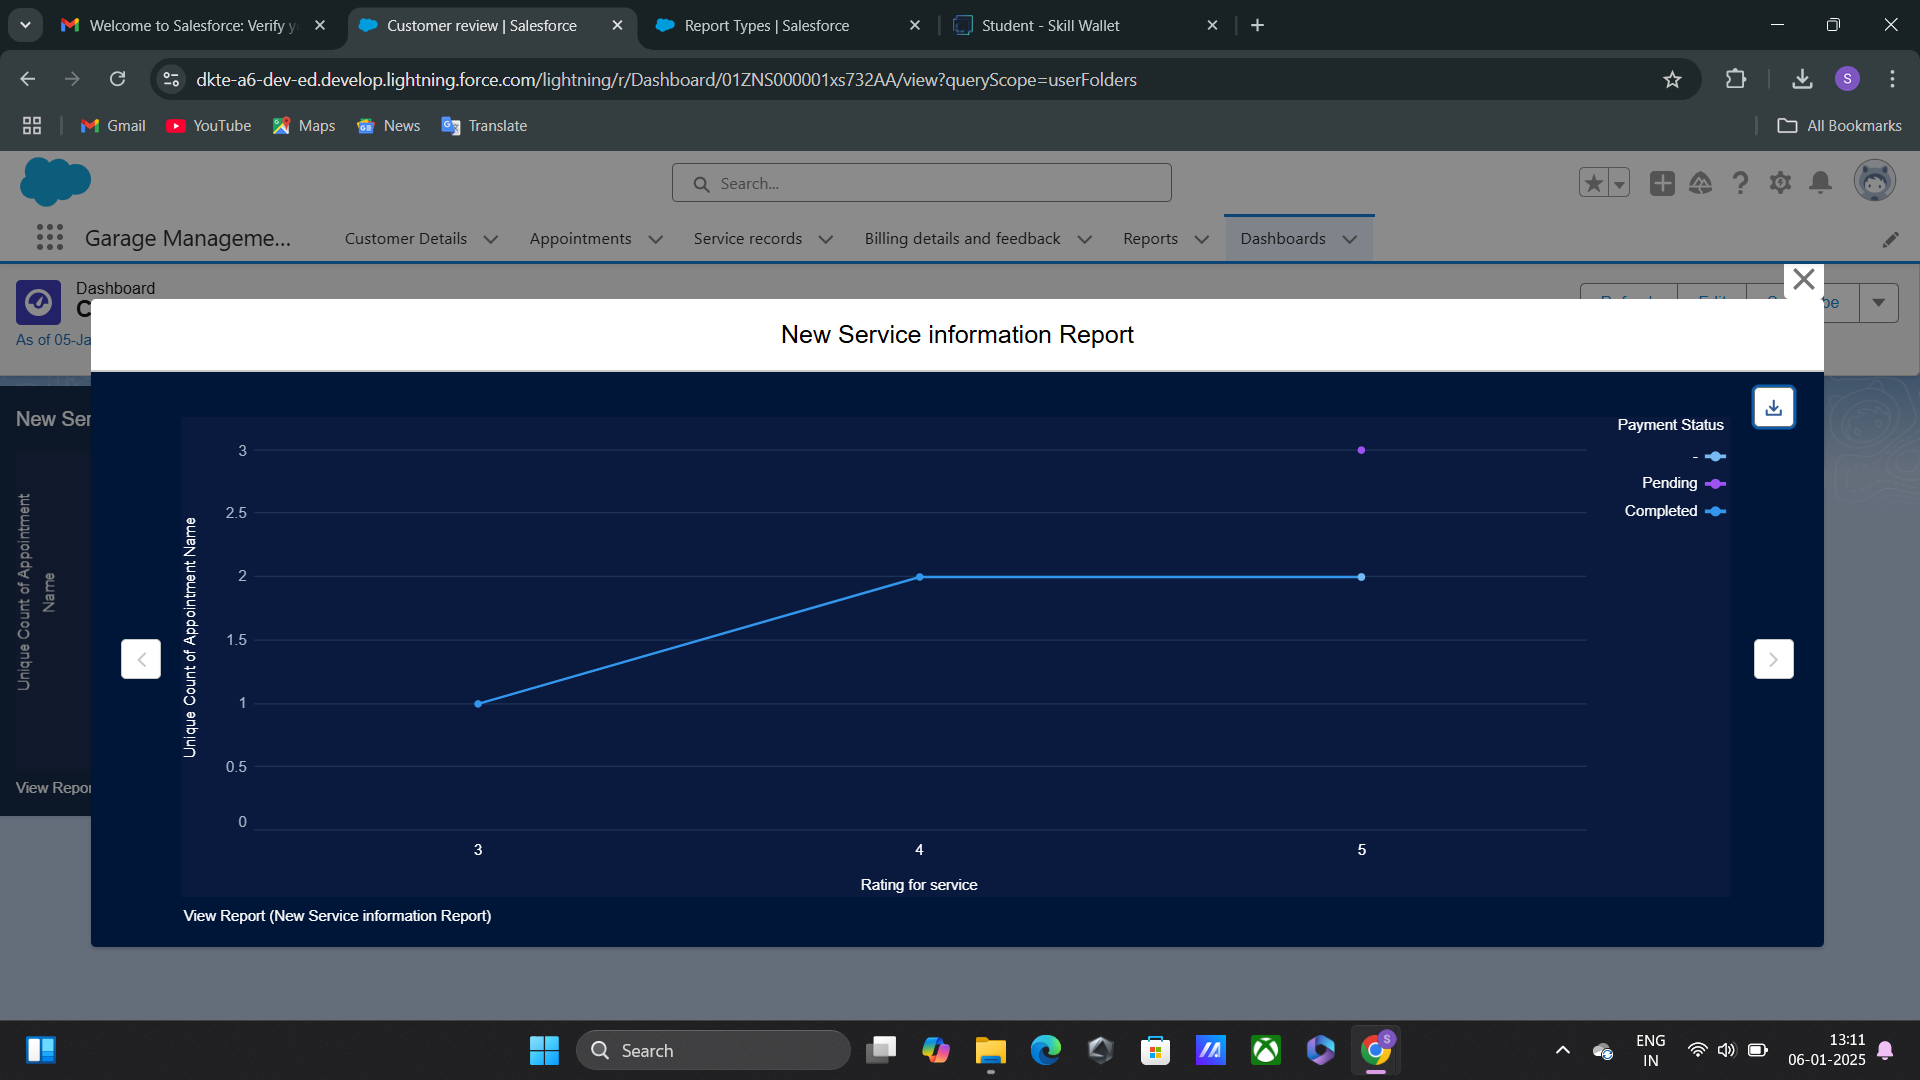 Welcome to Salesforce: Verify y
Customer review | Salesforce
Report Types | Salesforce
Student - Skill Wallet
dkte-a6-dev-ed.develop.lightning.force.com/lightning/r/Dashboard/01ZNS000001xs732AA/view?queryScope=userFolders
S
Gmail
YouTube
Maps
News
Translate
All Bookmarks
Search...
Garage Manageme...
Customer Details
Appointments
Service records
Billing details and feedback
Reports
Dashboards
Dashboard
As of 05-Ja
New Service information Report
New Ser
Payment Status
-
Pending
Completed
3
2.5
2
1.5
1
0.5
0
Unique Count of Appointment Name
Unique Count of Appointment
Name
3 4 5
Rating for service
View Repor
View Report (New Service information Report)
Search
ENG
IN
13:11
06-01-2025